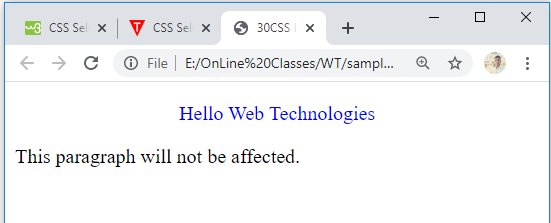 CSS Sel
CSS Sel
30CSS
File
E:/OnLine%20Classes/WT/sampl...
Hello Web Technologies
This paragraph will not be affected.